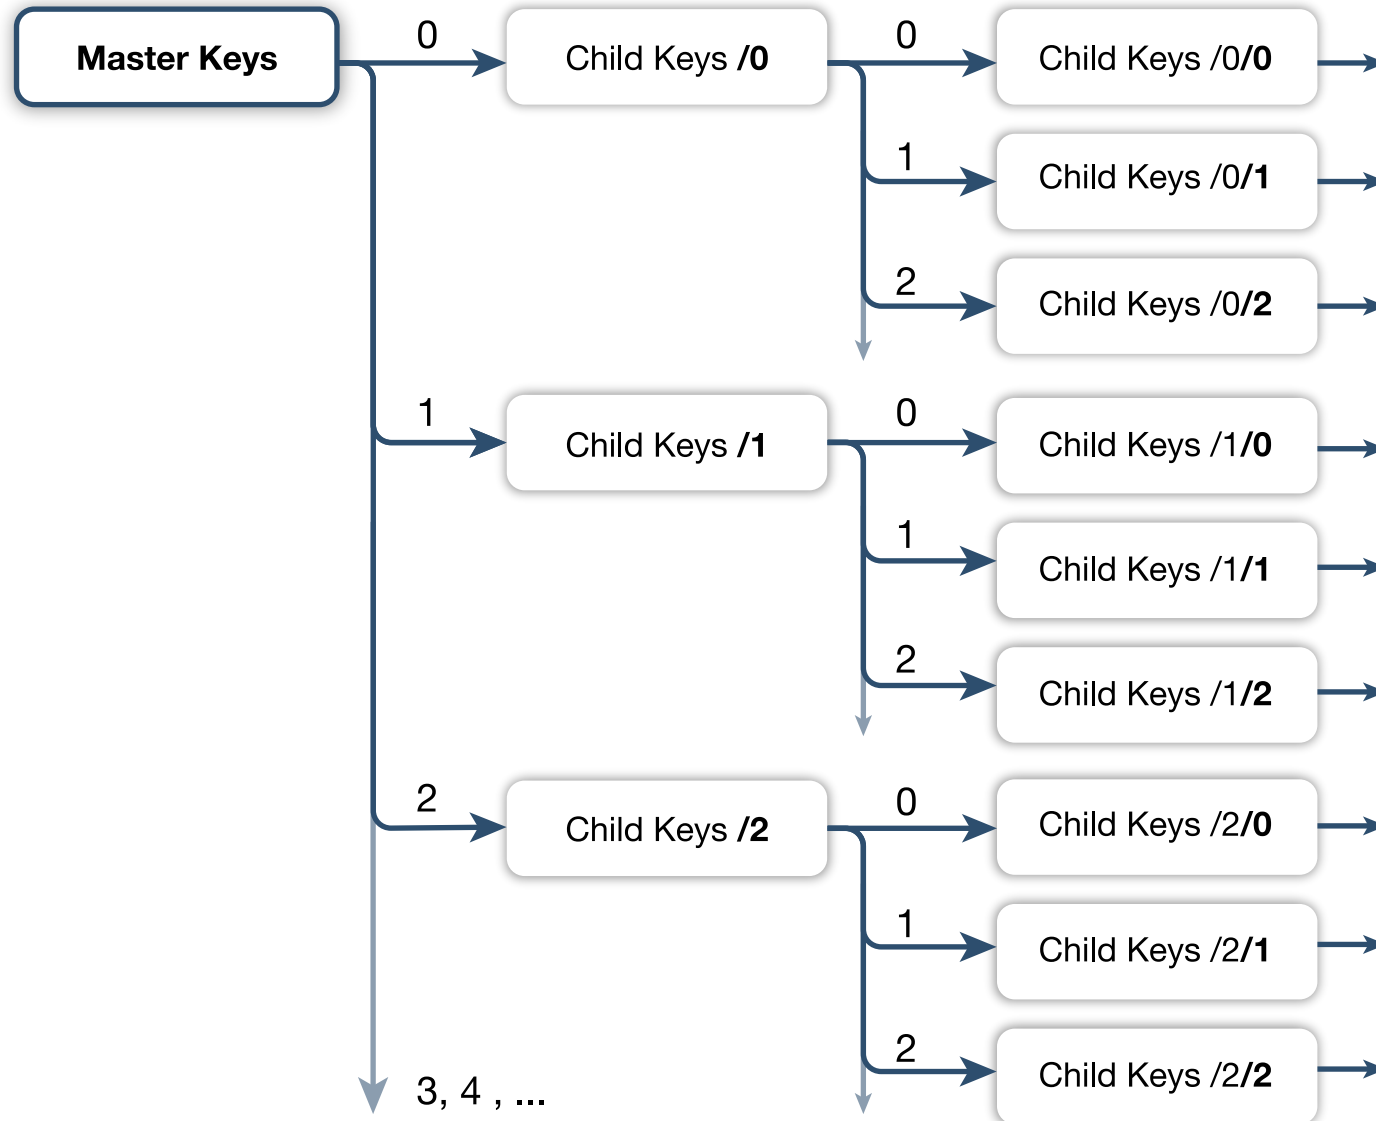 Master Keys
0
Child Keys /0
0
Child Keys /0/0
1
Child Keys /0/1
2
Child Keys /0/2
1
Child Keys /1
0
Child Keys /1/0
1
Child Keys /1/1
2
Child Keys /1/2
2
Child Keys /2
0
Child Keys /2/0
1
Child Keys /2/1
2
Child Keys /2/2
3, 4 , ...